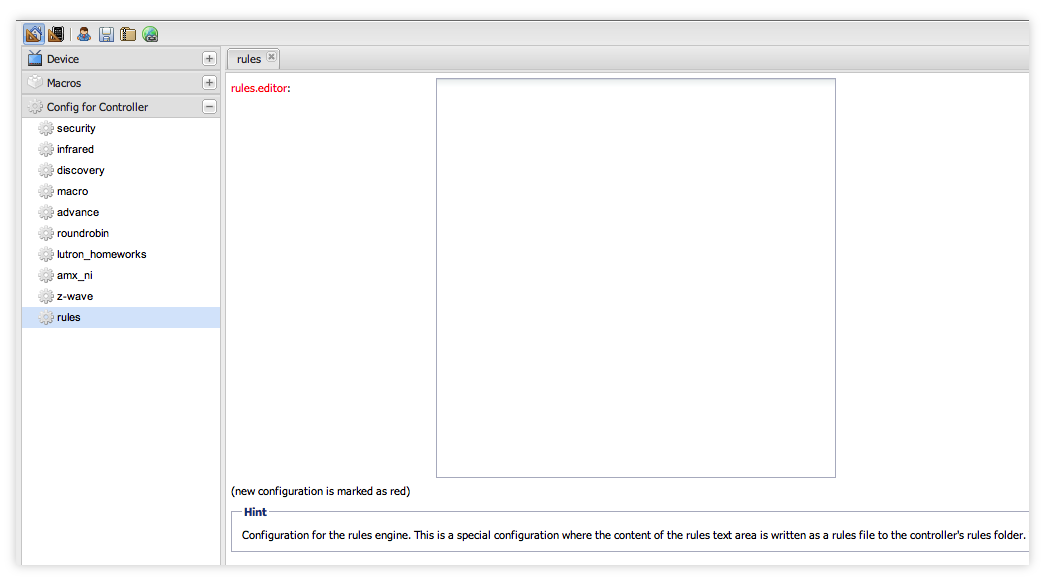 Device
Macros
Config for Controller
security
infrared
discovery
macro
advance
roundrobin
lutron_homeworks
amx_ni
z-wave
rules
rules
rules.editor:
(new configuration is marked as red)
Hint
Configuration for the rules engine. This is a special configuration where the content of the rules text area is written as a rules file to the controller's rules folder.